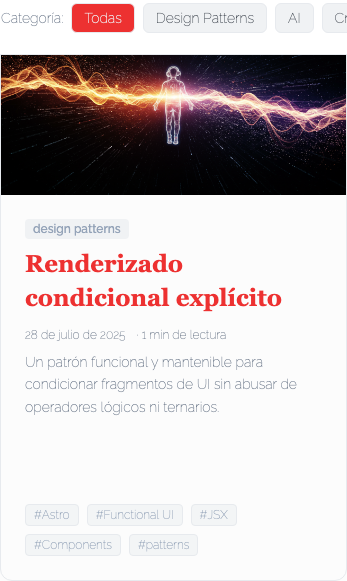 Categoría: Todas Design Patterns AI
design patterns
Renderizado
condicional explícito
28 de julio de 2025 · 1 min de lectura
Un patrón funcional y mantenible para
condicionar fragmentos de UI sin abusar de
operadores lógicos ni ternarios.
#Astro #Functional UI #JSX
#Components #patterns